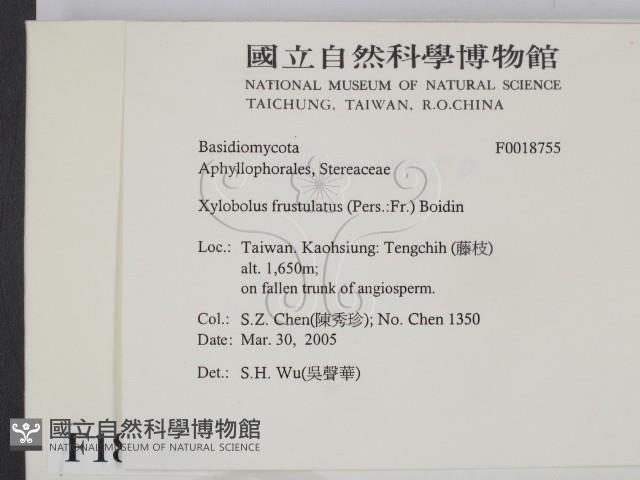 國立自然科學博物館
NATIONAL MUSEUM OF NATURAL SCIENCE
TAICHUNG, TAIWAN, R.O.CHINA
Basidiomycota F0018755
Aphyllophorales, Stereaceae
Xylobolus frustulatus (Pers.:Fr.) Boidin
Loc.: Taiwan. Kaohsiung: Tengchih (藤枝)
alt. 1,650m;
on fallen trunk of angiosperm.
Col.: S.Z. Chen(陳秀珍); No. Chen 1350
Date: Mar. 30, 2005
Det.: S.H. Wu(吳聲華)
國立自然科學博物館
NATIONAL MUSEUM OF NATURAL SCIENCE